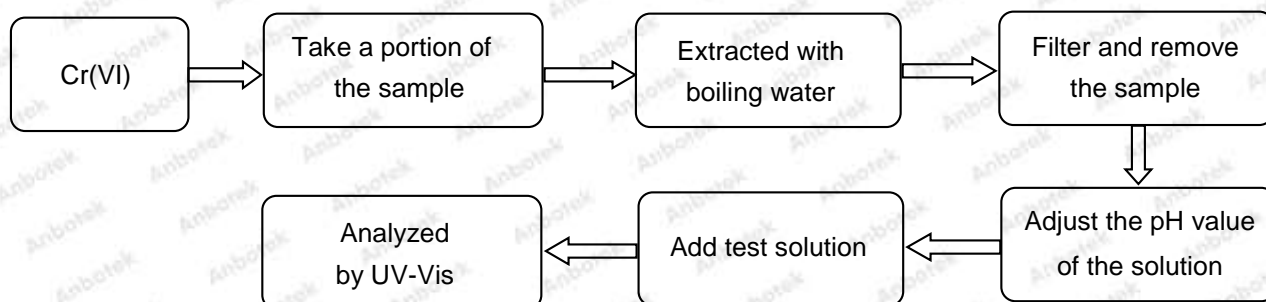 Cr(VI)
Take a portion of
the sample
Extracted with
boiling water
Filter and remove
the sample
Adjust the pH value
of the solution
Add test solution
Analyzed
by UV-Vis
Anbotek